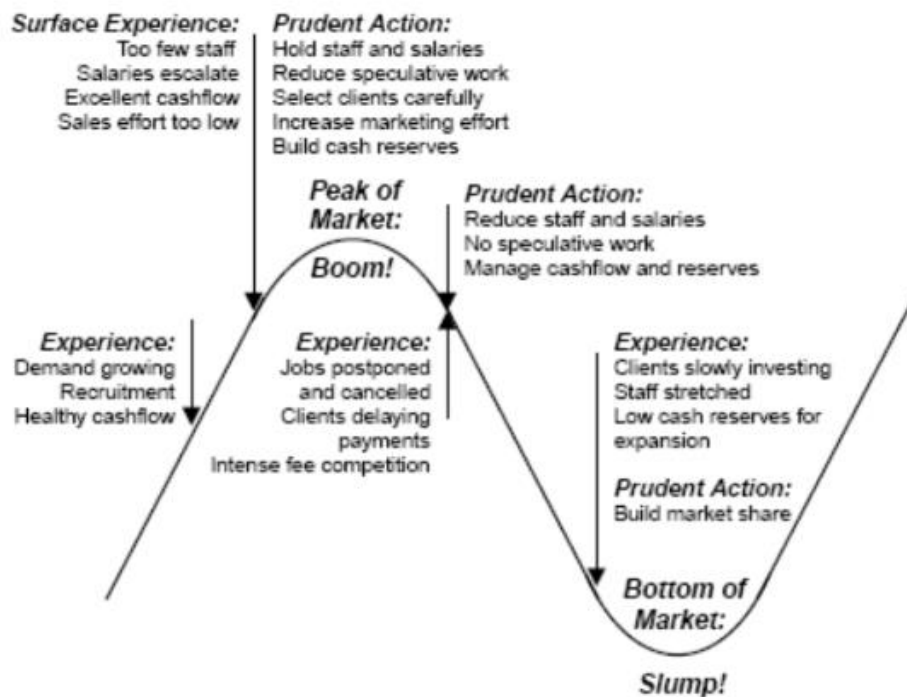 Surface Experience:
Too few staff
Salaries escalate
Excellent cashflow
Sales effort too low
Prudent Action:
Hold staff and salaries
Reduce speculative work
Select clients carefully
Increase marketing effort
Build cash reserves
Peak of
Market:
Boom!
Prudent Action:
Reduce staff and salaries
No speculative work
Manage cashflow and reserves
Experience:
Demand growing
Recruitment
Healthy cashflow
Experience:
Jobs postponed
and cancelled
Clients delaying
payments
Intense fee competition
Experience:
Clients slowly investing
Staff stretched
Low cash reserves for
expansion
Prudent Action:
Build market share
Bottom of
Market:
Slump!